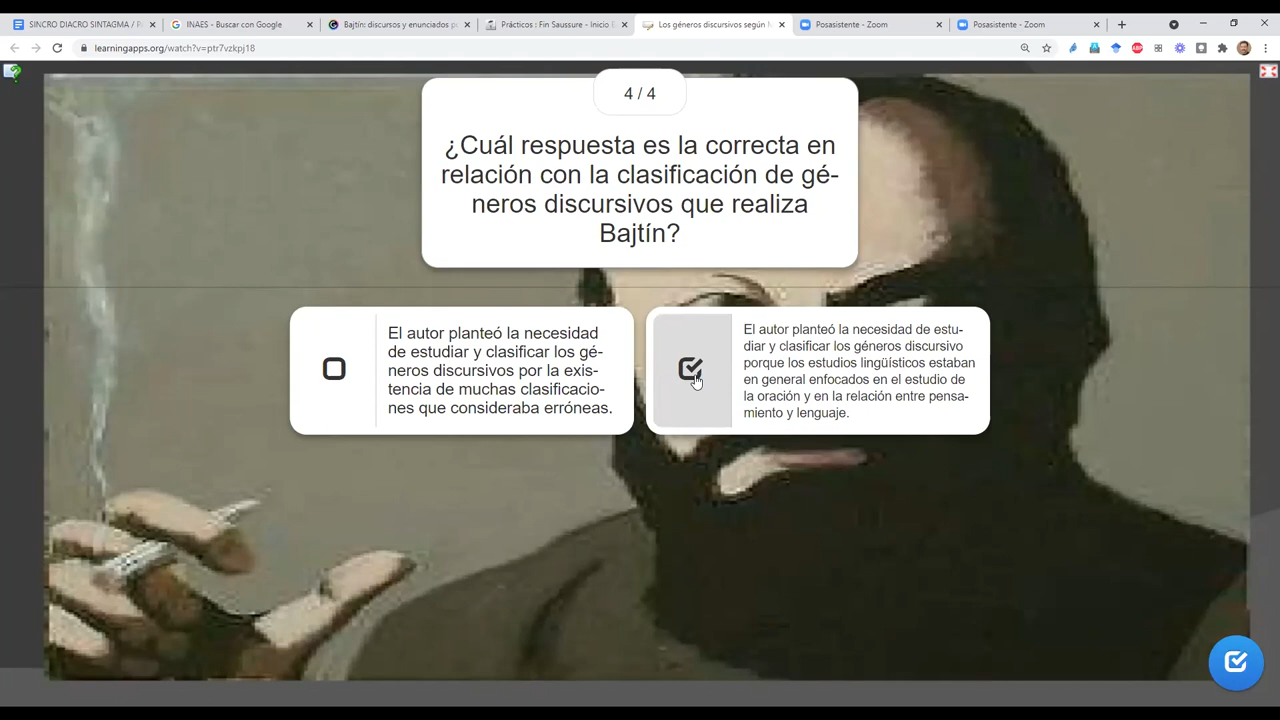 SINCRO DIACRO SINTAGMA / P
INAES - Buscar con Google
Bajtín: discursos y enunciados p
Prácticos : Fin Saussure - Inicio E
Los géneros discursivos según
Posasistente - Zoom
Posasistente - Zoom
learningapps.org/watch?v=ptr7vzkpj18
4 / 4
¿Cuál respuesta es la correcta en
relación con la clasificación de gé-
neros discursivos que realiza
Bajtín?
El autor planteó la necesidad
de estudiar y clasificar los gé-
neros discursivos por la exis-
tencia de muchas clasificacio-
nes que consideraba erróneas.
El autor planteó la necesidad de estu-
diar y clasificar los géneros discursivo
porque los estudios lingüísticos estaban
en general enfocados en el estudio de
la oración y en la relación entre pensa-
miento y lenguaje.